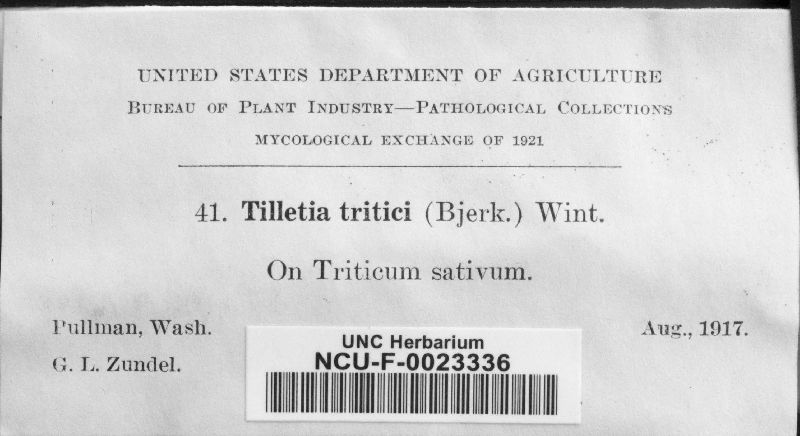 UNITED STATES DEPARTMENT OF AGRICULTURE
BUREAU OF PLANT INDUSTRY—PATHOLOGICAL COLLECTIONS
MYCOLOGICAL EXCHANGE OF 1921
41. Tilletia tritici (Bjerk.) Wint.
On Triticum sativum.
Pullman, Wash. Aug., 1917.
G. L. Zundel.
UNC Herbarium
NCU-F-0023336